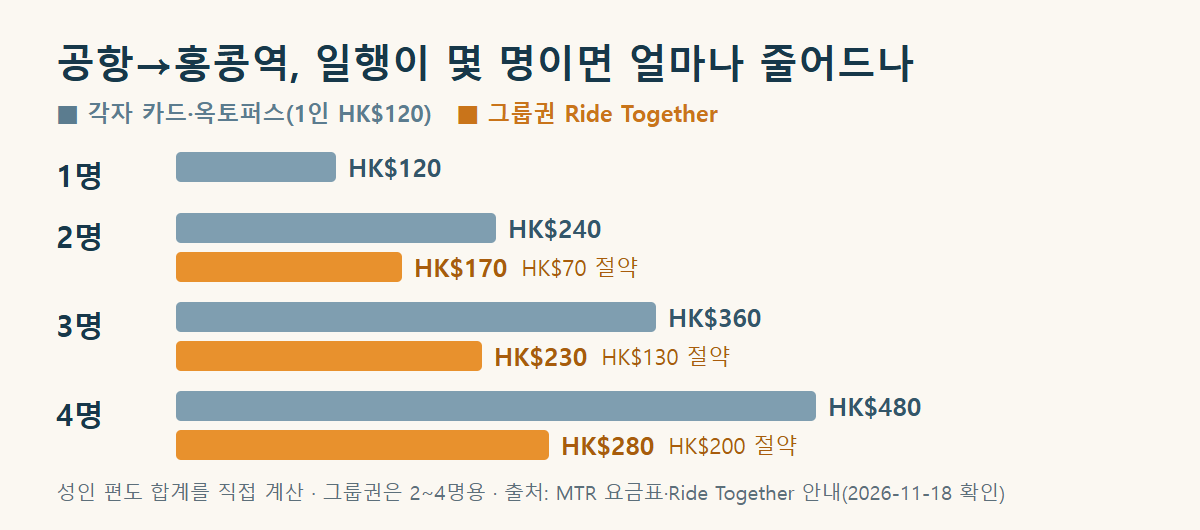 공항→홍콩역, 일행이 몇 명이면 얼마나 줄어드나
■ 각자 카드·옥토퍼스(1인 HK$120) ■ 그룹권 Ride Together
1명 HK$120
2명 HK$240
HK$170 HK$70 절약
3명 HK$360
HK$230 HK$130 절약
4명 HK$480
HK$280 HK$200 절약
성인 편도 합계를 직접 계산 · 그룹권은 2~4명용 · 출처: MTR 요금표·Ride Together 안내(2026-11-18 확인)